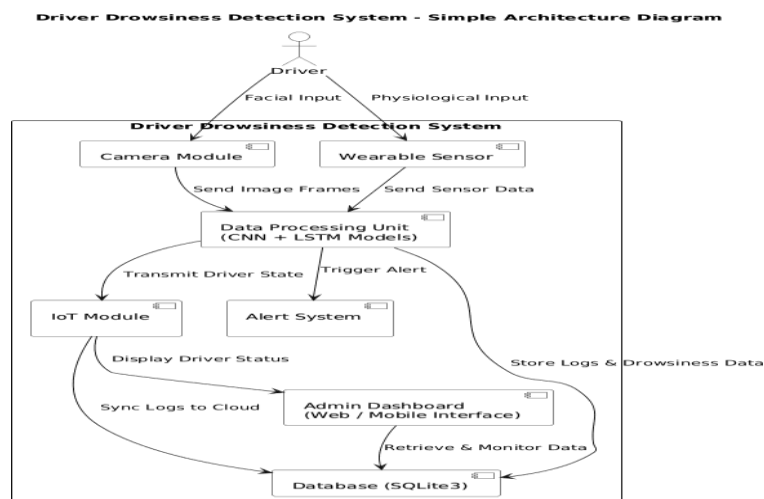 Driver Drowsiness Detection System - Simple Architecture Diagram
Driver
Facial Input
Physiological Input
Driver Drowsiness Detection System
Camera Module
Wearable Sensor
Send Image Frames
Send Sensor Data
Data Processing Unit
(CNN + LSTM Models)
Transmit Driver State
Trigger Alert
IoT Module
Alert System
Display Driver Status
Store Logs & Drowsiness Data
Sync Logs to Cloud
Admin Dashboard
(Web / Mobile Interface)
Retrieve & Monitor Data
Database (SQLite3)